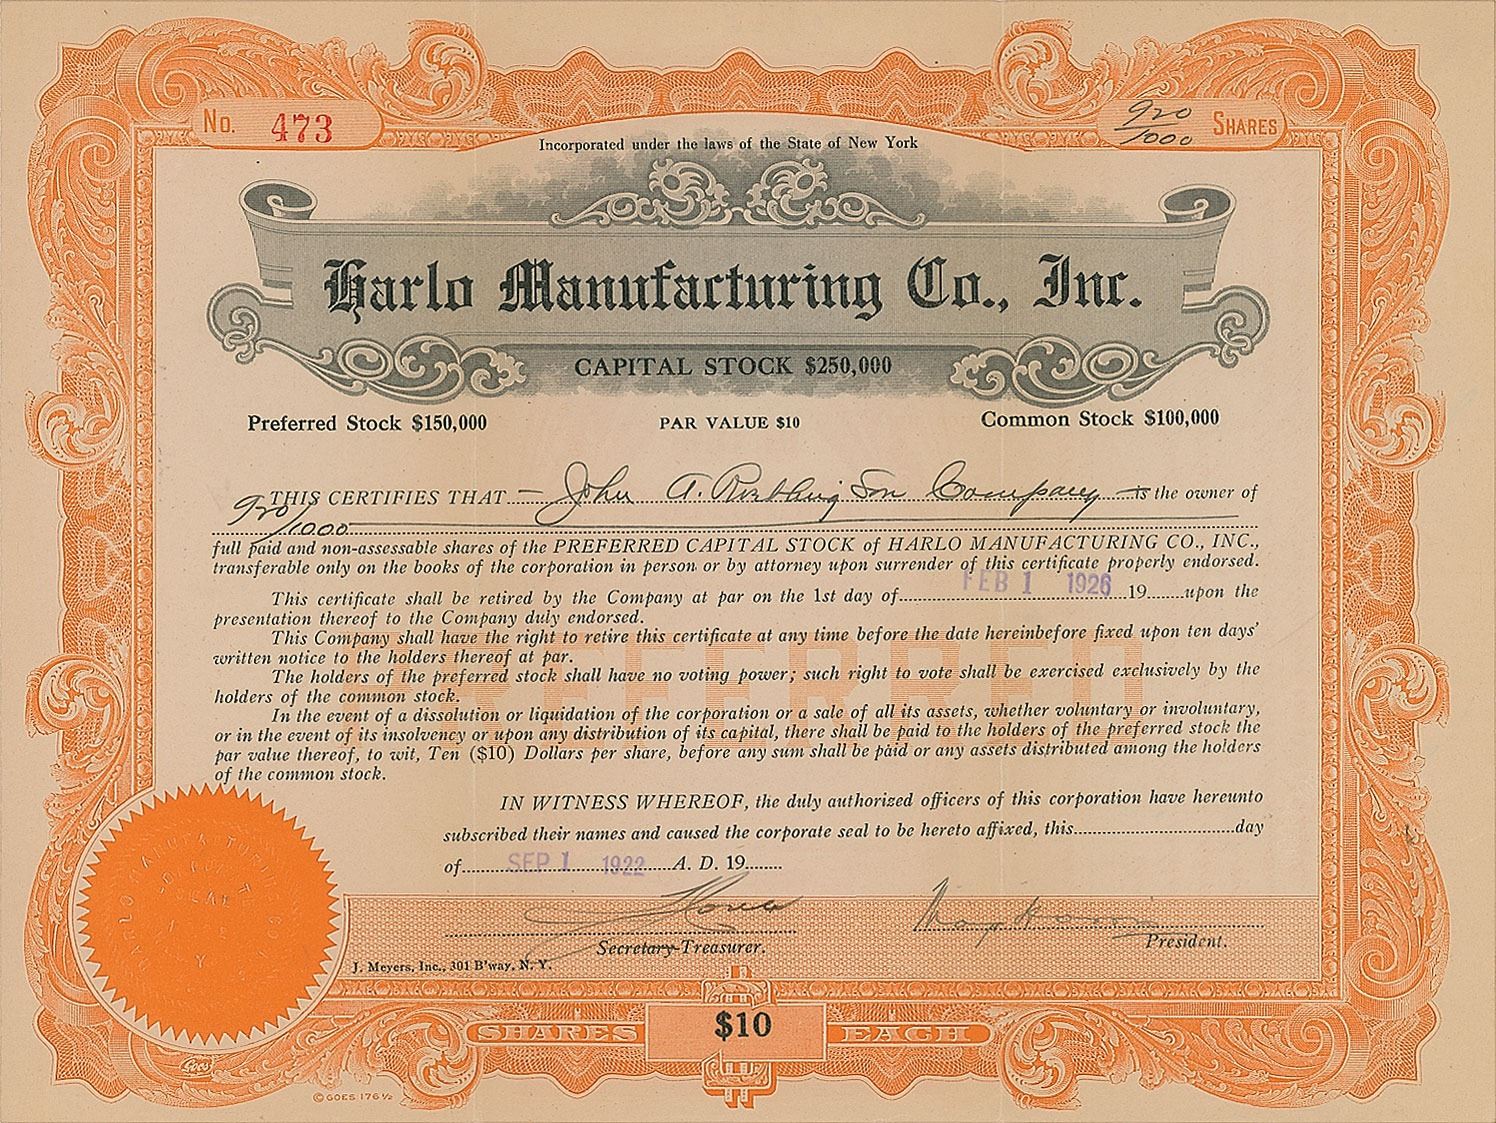 No. 473
920/1000 SHARES
Incorporated under the laws of the State of New York
Harlo Manufacturing Co., Inc.
CAPITAL STOCK $250,000
Preferred Stock $150,000 PAR VALUE $10 Common Stock $100,000
THIS CERTIFIES THAT John A. Son Company is the owner of
920/1000
full paid and non-assessable shares of the PREFERRED CAPITAL STOCK of HARLO MANUFACTURING CO., INC.,
transferable only on the books of the corporation in person or by attorney upon surrender of this certificate properly endorsed.
This certificate shall be retired by the Company at par on the 1st day of FEB 1 1926 19 upon the
presentation thereof to the Company duly endorsed.
This Company shall have the right to retire this certificate at any time before the date hereinbefore fixed upon ten days'
written notice to the holders thereof at par.
The holders of the preferred stock shall have no voting power; such right to vote shall be exercised exclusively by the
holders of the common stock.
In the event of a dissolution or liquidation of the corporation or a sale of all its assets, whether voluntary or involuntary,
or in the event of its insolvency or upon any distribution of its capital, there shall be paid to the holders of the preferred stock the
par value thereof, to wit, Ten ($10) Dollars per share, before any sum shall be paid or any assets distributed among the holders
of the common stock.
PREFERRED
IN WITNESS WHEREOF, the duly authorized officers of this corporation have hereunto
subscribed their names and caused the corporate seal to be hereto affixed, this day
of SEP 1 1922 A. D. 19
Secretary-Treasurer. President.
J. Meyers, Inc., 301 B'way, N. Y.
SHARES $10 EACH
Goes
© GOES 176 1/2